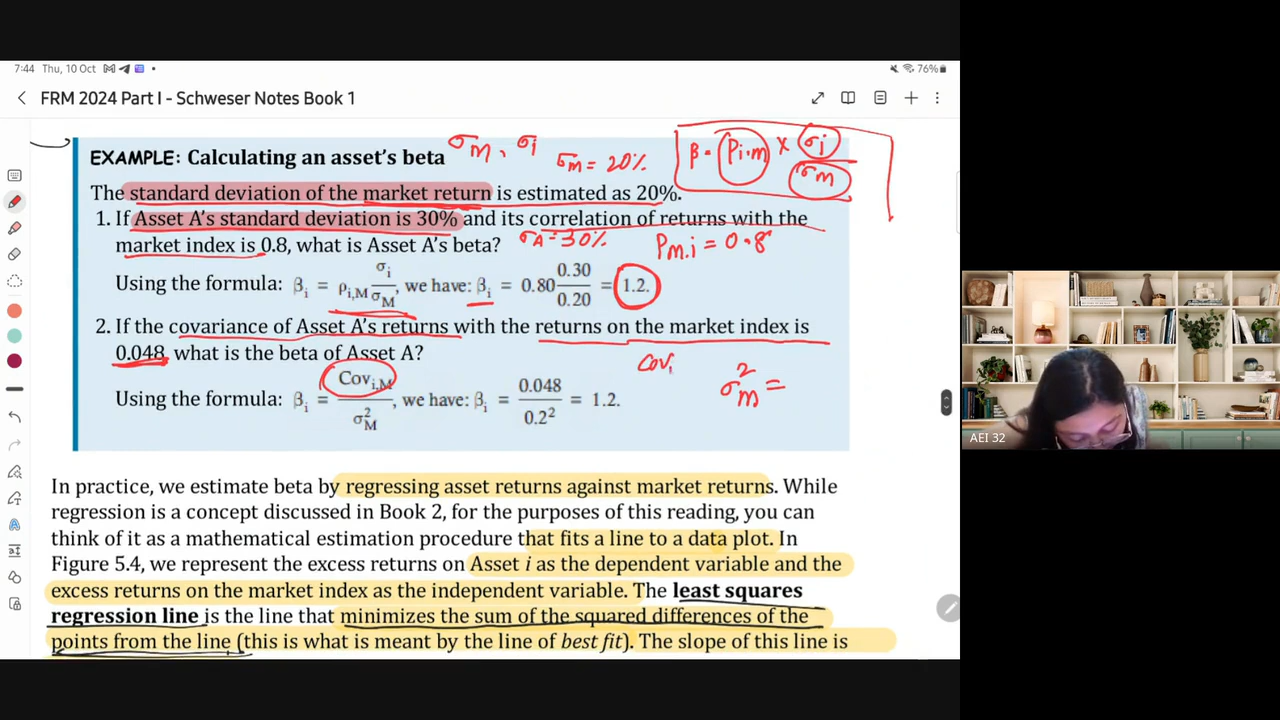 7:44 Thu, 10 Oct
76%
FRM 2024 Part I - Schweser Notes Book 1
EXAMPLE: Calculating an asset's beta
σM, σi
σM = 20%
β = ρi,m × σi/σm
The standard deviation of the market return is estimated as 20%.
1. If Asset A's standard deviation is 30% and its correlation of returns with the
market index is 0.8, what is Asset A's beta?
σA = 30%
ρm,i = 0.8
Using the formula: βi = ρi,M σi/σM, we have: βi = 0.80 0.30/0.20 = 1.2.
2. If the covariance of Asset A's returns with the returns on the market index is
0.048, what is the beta of Asset A?
Covi
σ²M =
Using the formula: βi = Covi,M/σ²M, we have: βi = 0.048/0.2² = 1.2.
In practice, we estimate beta by regressing asset returns against market returns. While
regression is a concept discussed in Book 2, for the purposes of this reading, you can
think of it as a mathematical estimation procedure that fits a line to a data plot. In
Figure 5.4, we represent the excess returns on Asset i as the dependent variable and the
excess returns on the market index as the independent variable. The least squares
regression line is the line that minimizes the sum of the squared differences of the
points from the line (this is what is meant by the line of best fit). The slope of this line is
AEI 32